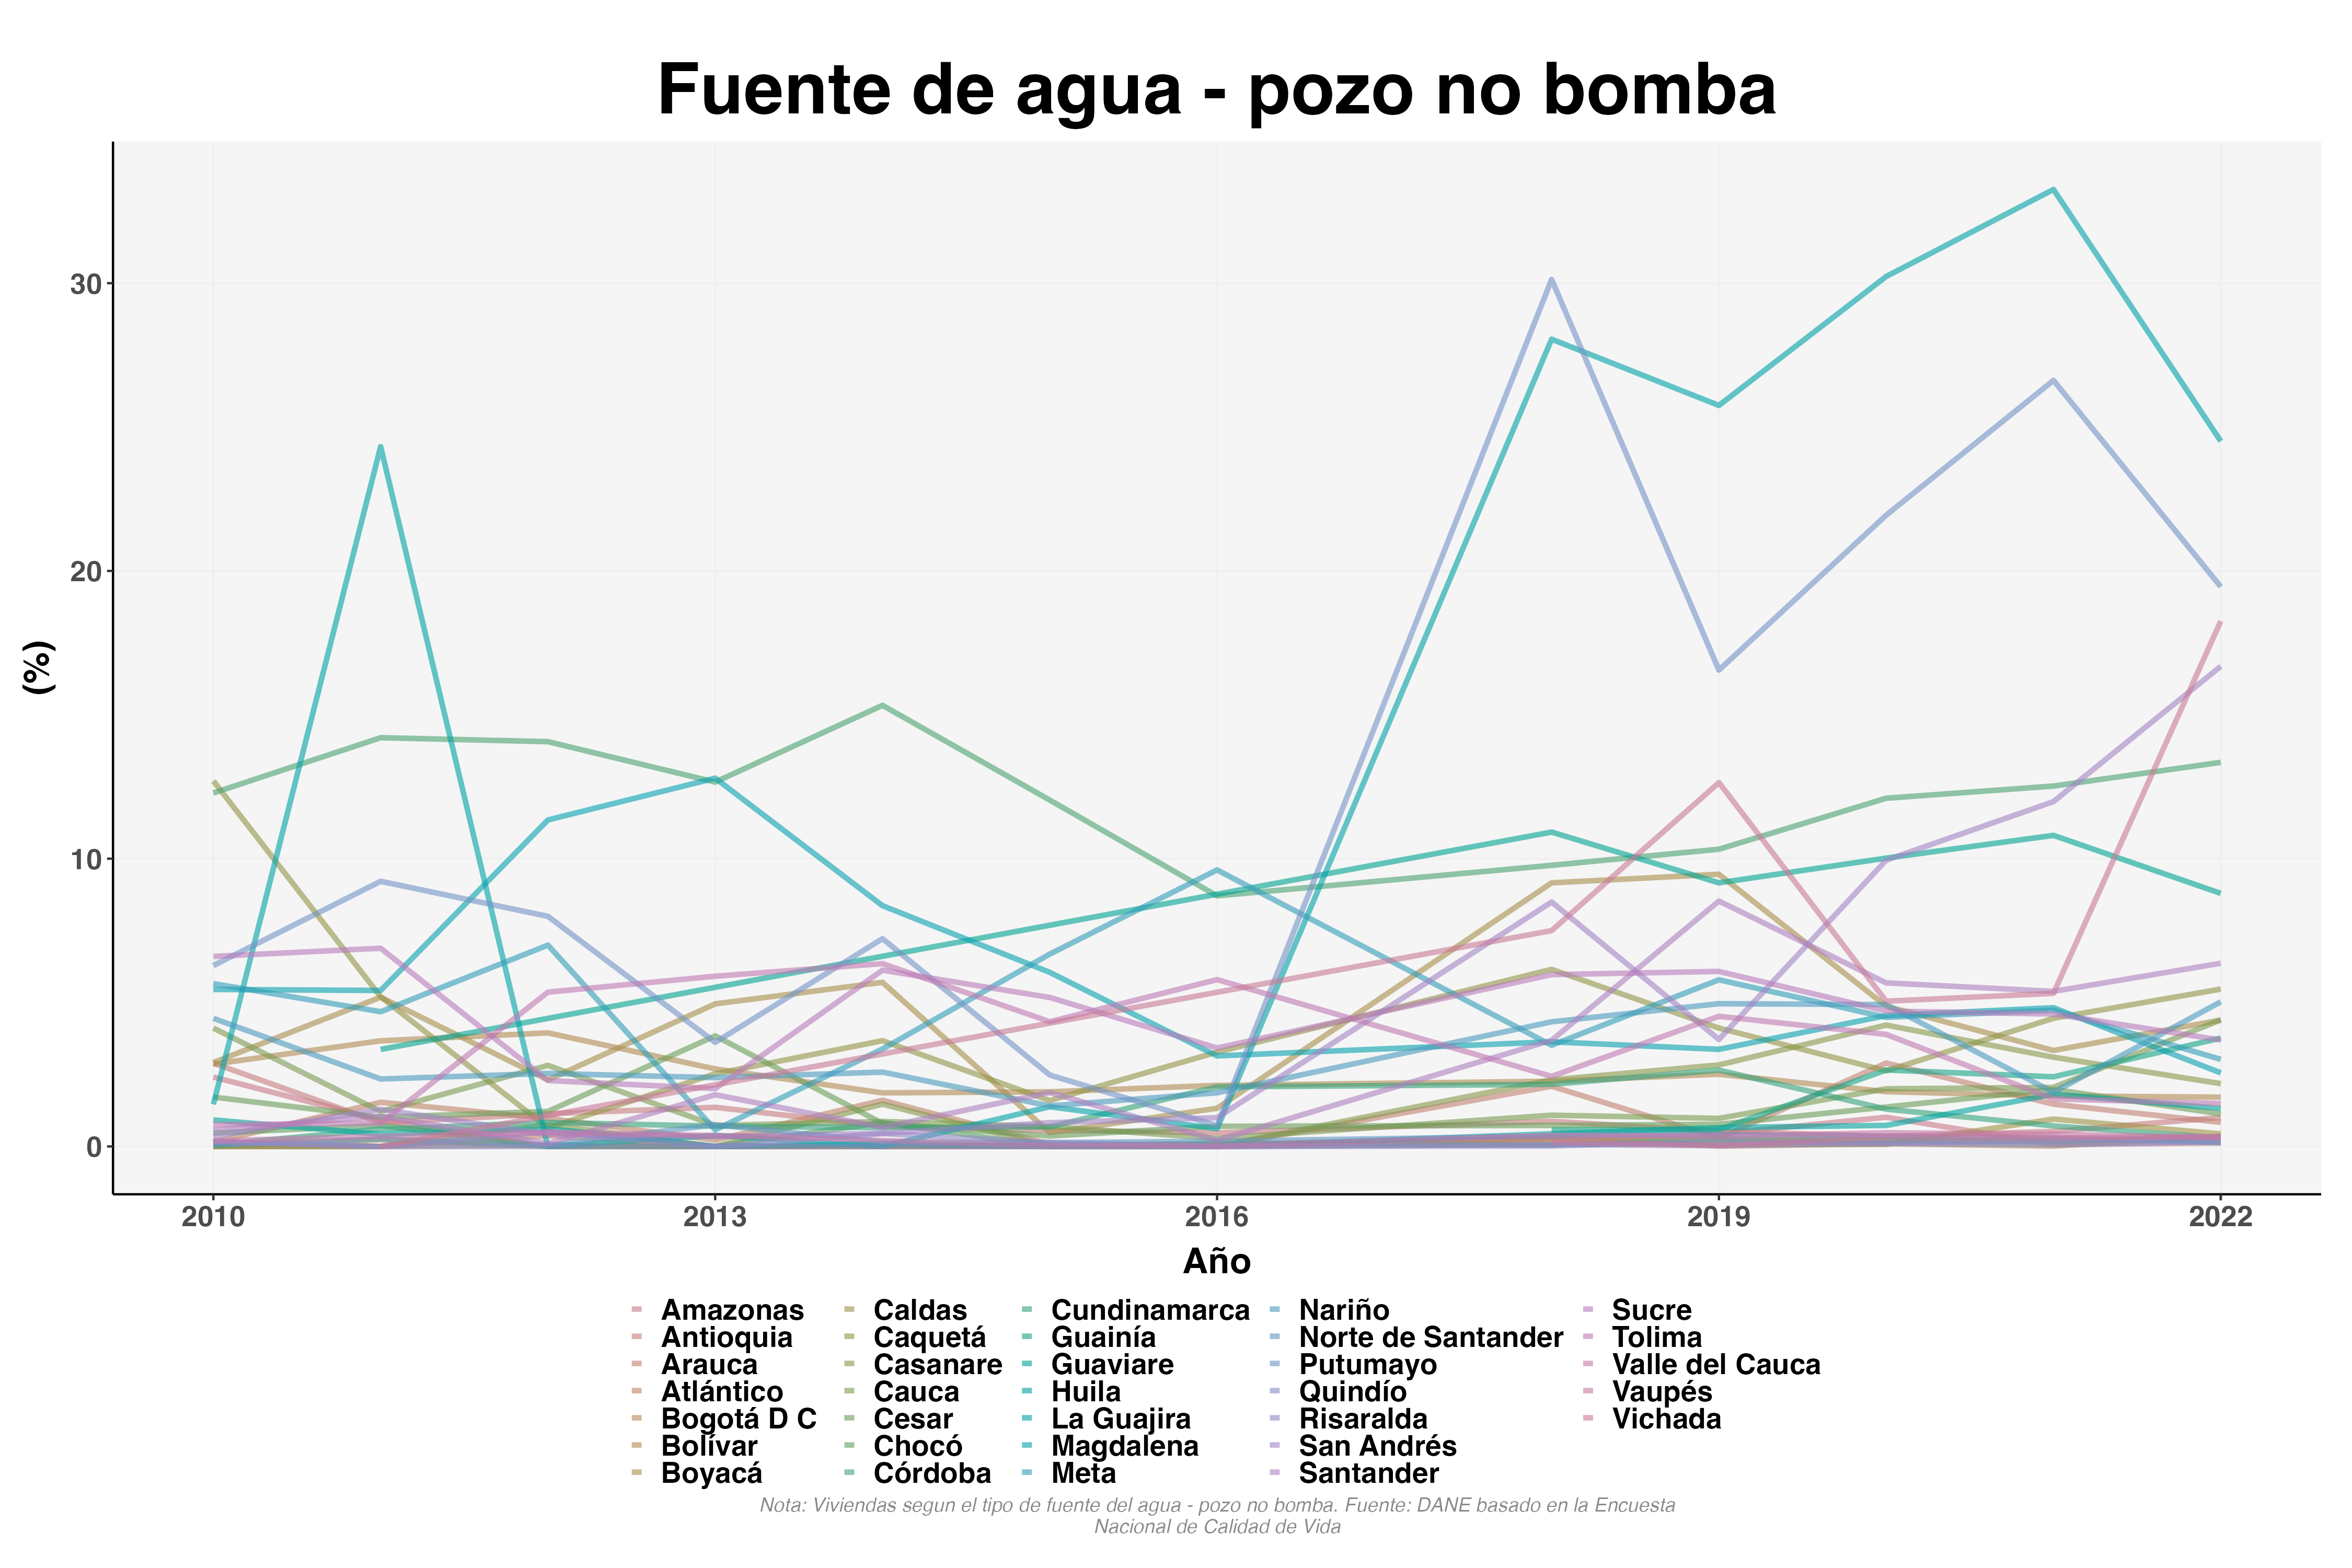 Fuente de agua - pozo no bomba
(%)
30
20
10
0
2010 2013 2016 2019 2022
Año
Amazonas Caldas Cundinamarca Nariño Sucre
Antioquia Caquetá Guainía Norte de Santander Tolima
Arauca Casanare Guaviare Putumayo Valle del Cauca
Atlántico Cauca Huila Quindío Vaupés
Bogotá D C Cesar La Guajira Risaralda Vichada
Bolívar Chocó Magdalena San Andrés
Boyacá Córdoba Meta Santander
Nota: Viviendas segun el tipo de fuente del agua - pozo no bomba. Fuente: DANE basado en la Encuesta
Nacional de Calidad de Vida